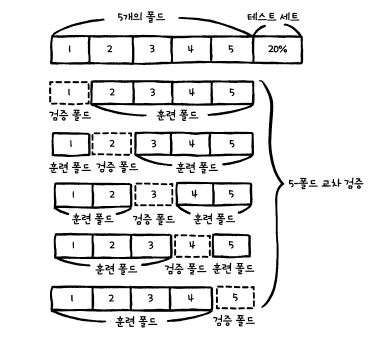 5개의 폴드 테스트 세트
1 2 3 4 5 20%
1 2 3 4 5
검증 폴드 훈련 폴드
1 2 3 4 5
훈련 폴드 검증 폴드 훈련 폴드
1 2 3 4 5
훈련 폴드 검증 폴드 훈련 폴드
5-폴드 교차 검증
1 2 3 4 5
훈련 폴드 검증 폴드 훈련 폴드
1 2 3 4 5
훈련 폴드 검증 폴드